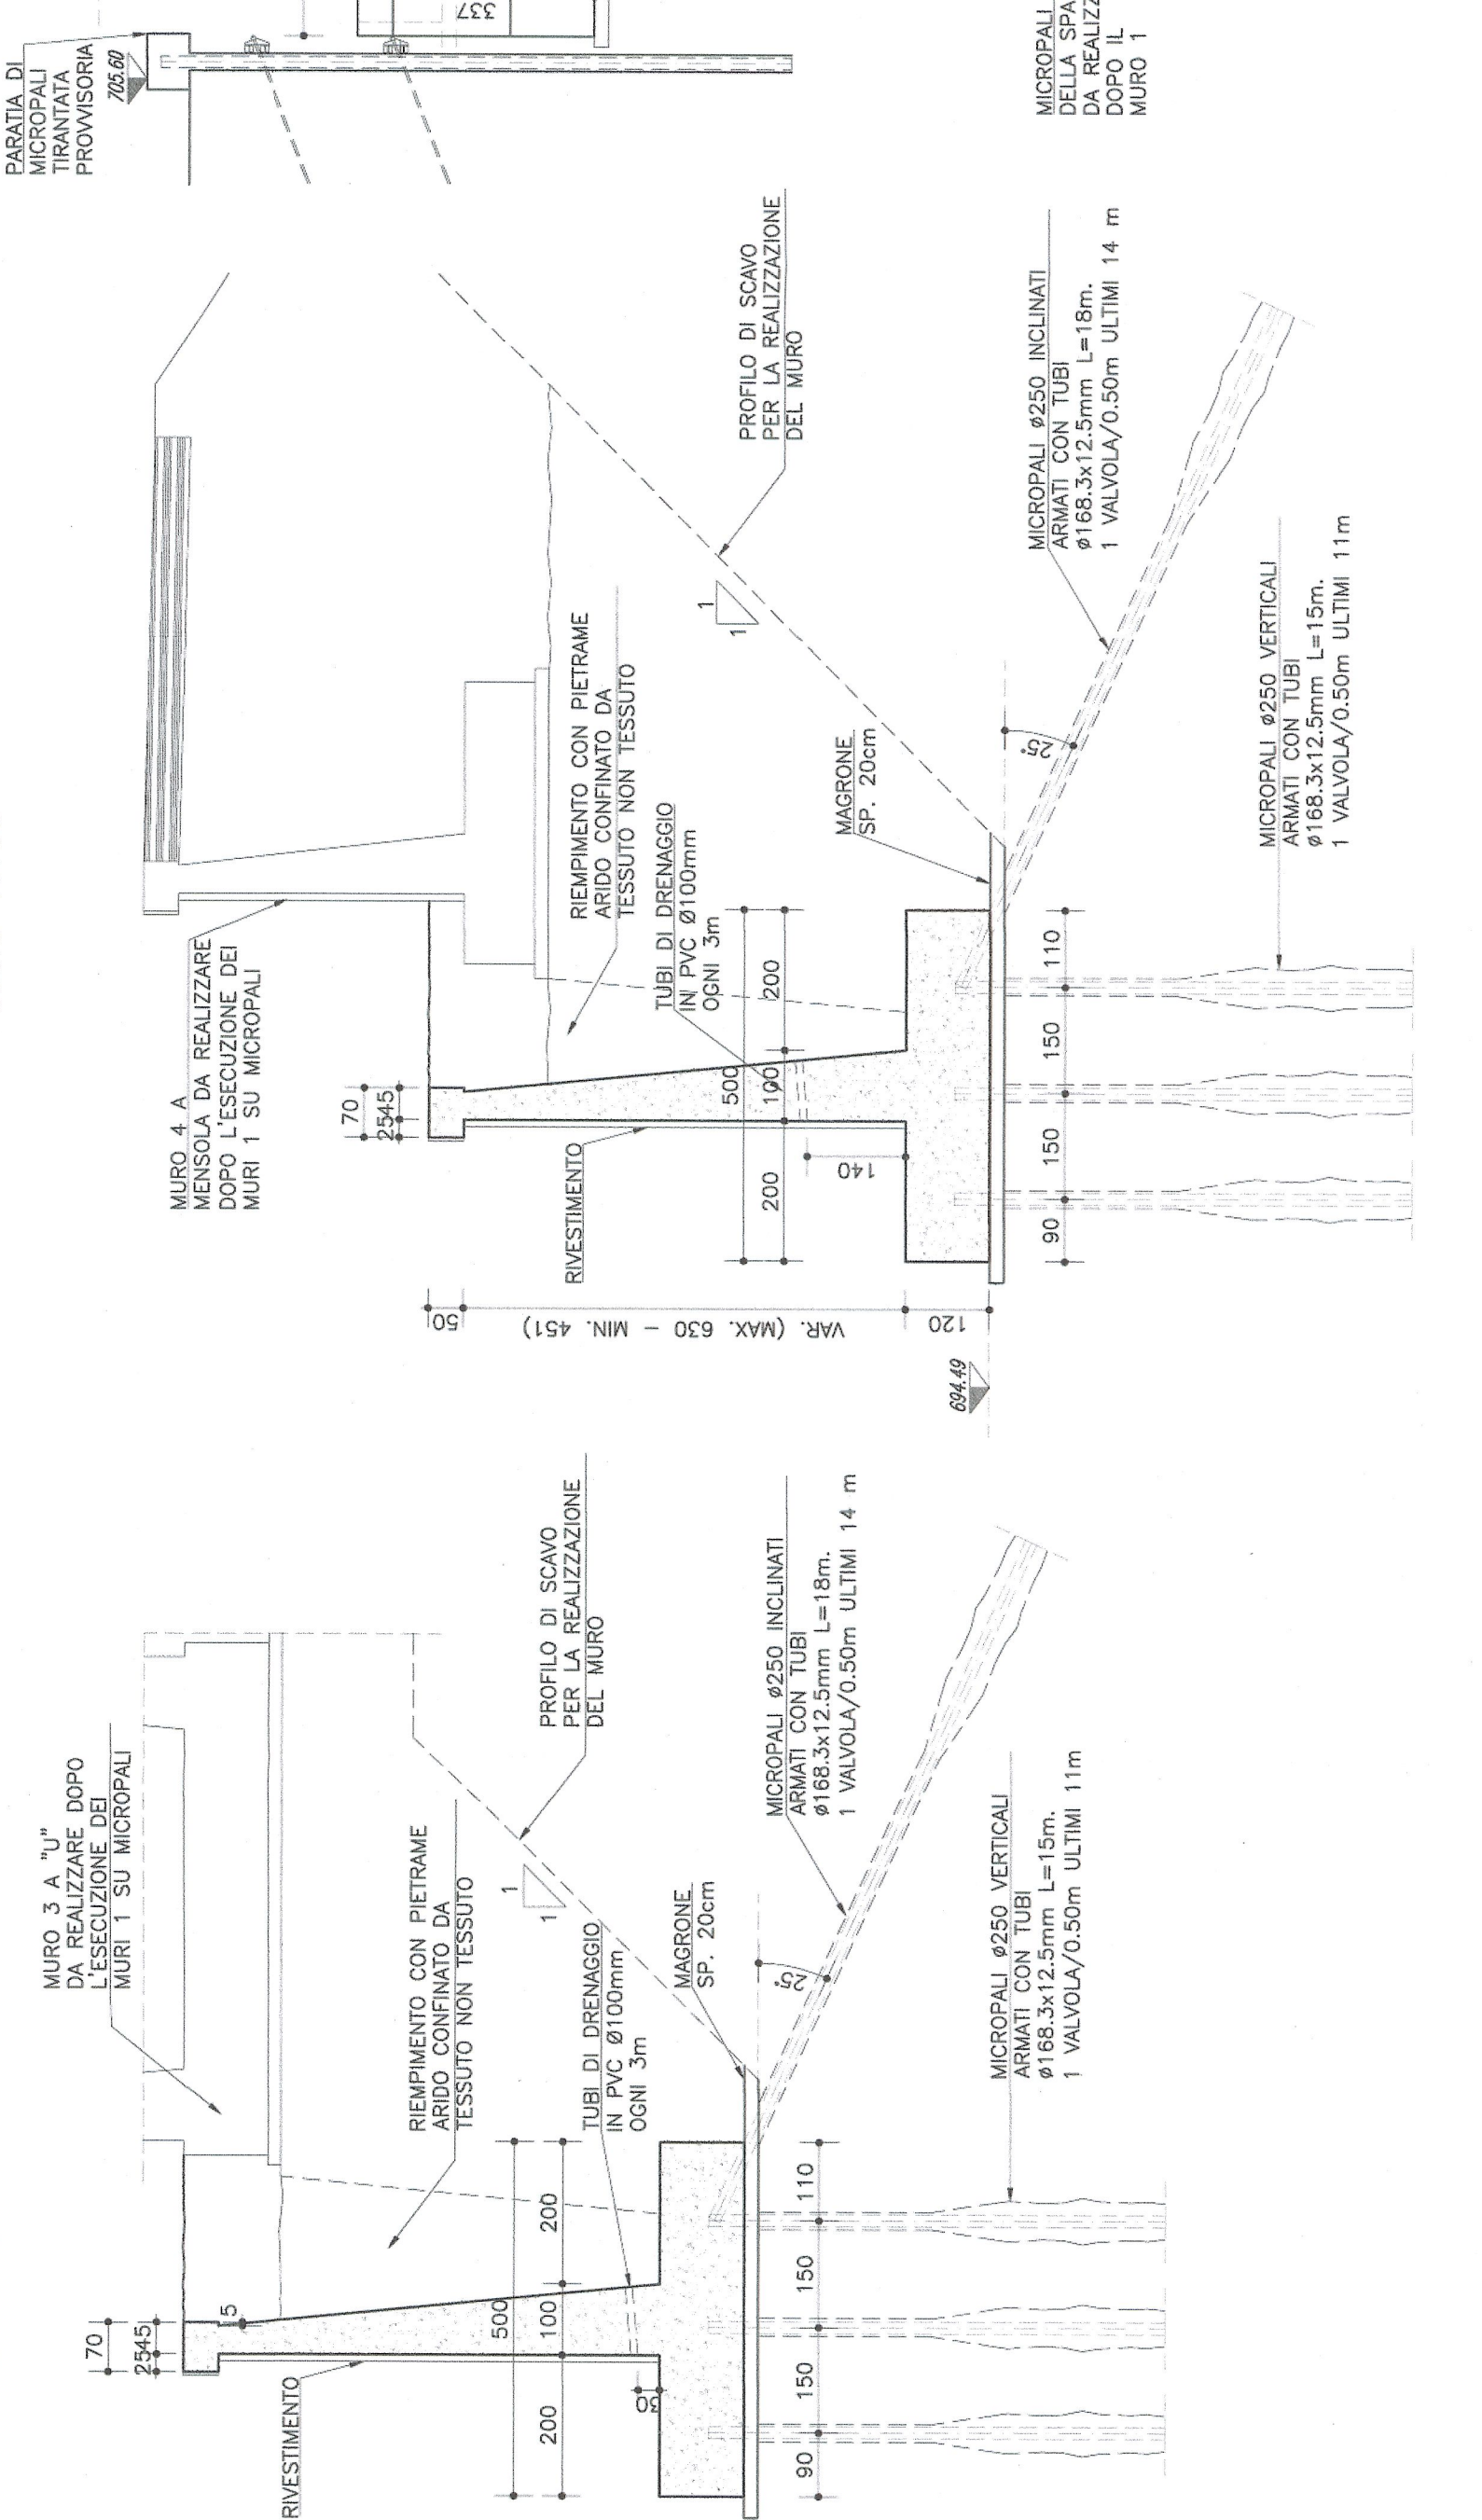 MURO 3 A "U"
DA REALIZZARE DOPO
L'ESECUZIONE DEI
MURI 1 SU MICROPALI
70
2545
5
RIEMPIMENTO CON PIETRAME
ARIDO CONFINATO DA
TESSUTO NON TESSUTO
RIVESTIMENTO
500
200
100
200
30
TUBI DI DRENAGGIO
IN PVC Ø100mm
OGNI 3m
1
1
PROFILO DI SCAVO
PER LA REALIZZAZIONE
DEL MURO
MAGRONE
SP. 20cm
25°
90
150
150
110
MICROPALI ø250 INCLINATI
ARMATI CON TUBI
ø168.3x12.5mm L=18m.
1 VALVOLA/0.50m ULTIMI 14 m
MICROPALI ø250 VERTICALI
ARMATI CON TUBI
ø168.3x12.5mm L=15m.
1 VALVOLA/0.50m ULTIMI 11m
MURO 4 A
MENSOLA DA REALIZZARE
DOPO L'ESECUZIONE DEI
MURI 1 SU MICROPALI
70
2545
50
VAR. (MAX. 630 – MIN. 451)
120
694.49
RIVESTIMENTO
RIEMPIMENTO CON PIETRAME
ARIDO CONFINATO DA
TESSUTO NON TESSUTO
TUBI DI DRENAGGIO
IN PVC Ø100mm
OGNI 3m
500
200
100
200
140
MAGRONE
SP. 20cm
1
1
PROFILO DI SCAVO
PER LA REALIZZAZIONE
DEL MURO
25°
90
150
150
110
MICROPALI ø250 INCLINATI
ARMATI CON TUBI
ø168.3x12.5mm L=18m.
1 VALVOLA/0.50m ULTIMI 14 m
MICROPALI ø250 VERTICALI
ARMATI CON TUBI
ø168.3x12.5mm L=15m.
1 VALVOLA/0.50m ULTIMI 11m
PARATIA DI
MICROPALI
TIRANTATA
PROVVISORIA
705.60
337
MICROPALI
DELLA SPA
DA REALIZZ
DOPO IL
MURO 1